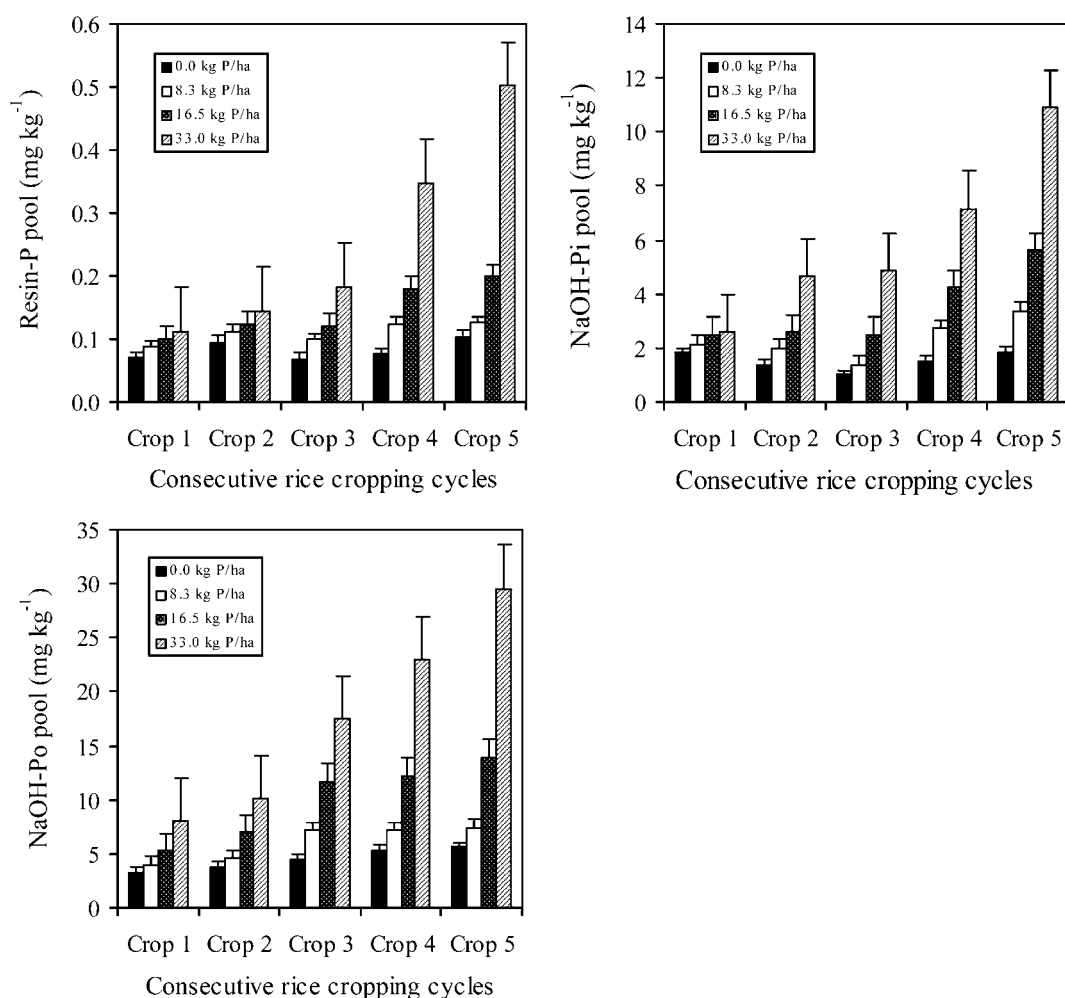 0.6
0.5
0.4
0.3
0.2
0.1
0.0
Resin-P pool (mg kg-1)
0.0 kg P/ha
8.3 kg P/ha
16.5 kg P/ha
33.0 kg P/ha
Crop 1 Crop 2 Crop 3 Crop 4 Crop 5
Consecutive rice cropping cycles
14
12
10
8
6
4
2
0
NaOH-Pi pool (mg kg-1)
0.0 kg P/ha
8.3 kg P/ha
16.5 kg P/ha
33.0 kg P/ha
Crop 1 Crop 2 Crop 3 Crop 4 Crop 5
Consecutive rice cropping cycles
35
30
25
20
15
10
5
0
NaOH-Po pool (mg kg-1)
0.0 kg P/ha
8.3 kg P/ha
16.5 kg P/ha
33.0 kg P/ha
Crop 1 Crop 2 Crop 3 Crop 4 Crop 5
Consecutive rice cropping cycles